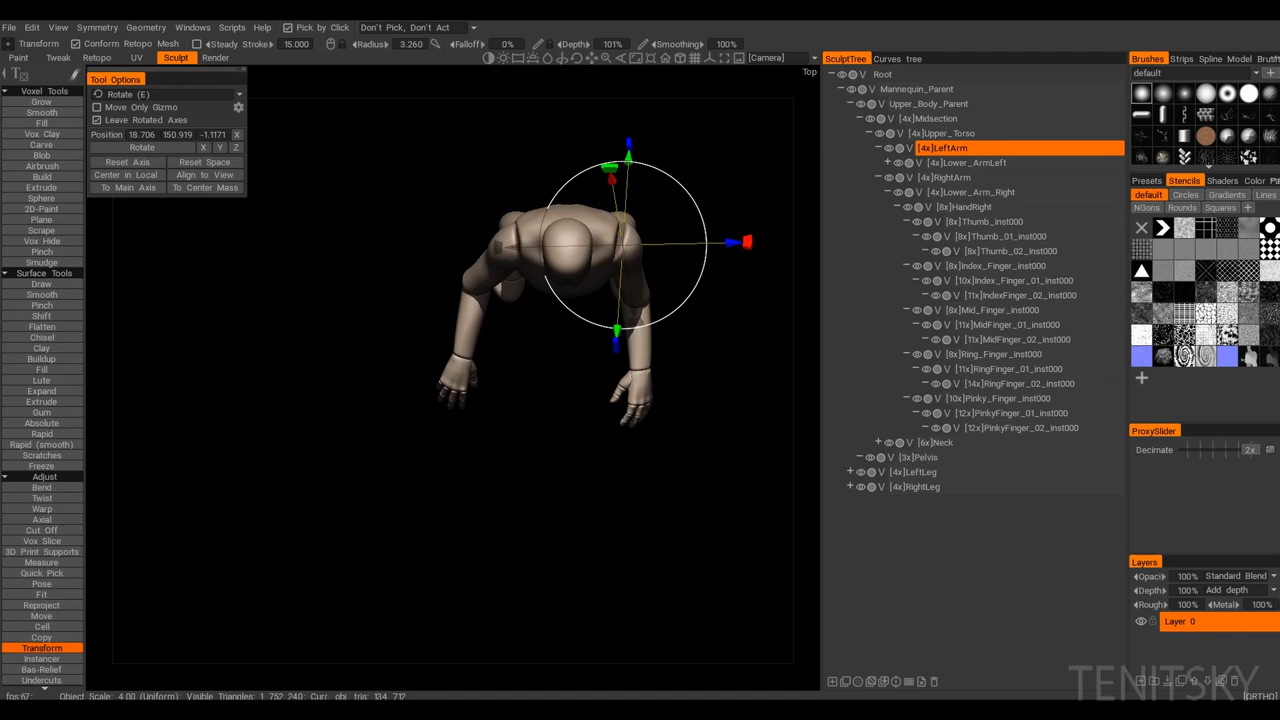 File Edit View Symmetry Geometry Windows Scripts Help Pick by Click Don't Pick, Don't Act
Transform Conform Retopo Mesh Steady Stroke 15.000 Radius 3.260 Falloff 0% Depth 101% Smoothing 100%
Paint Tweak Retopo UV Sculpt Render [Camera]
Top
Tool Options
Rotate (E)
Move Only Gizmo
Leave Rotated Axes
Position 18.706 150.919 -1.1171 X
Rotate X Y Z
Reset Axis Reset Space
Center in Local Align to View
To Main Axis To Center Mass
Voxel Tools
Grow
Smooth
Fill
Vox Clay
Carve
Blob
Airbrush
Build
Extrude
Sphere
2D-Paint
Plane
Scrape
Vox Hide
Pinch
Smudge
Surface Tools
Draw
Smooth
Pinch
Shift
Flatten
Chisel
Clay
Buildup
Fill
Lute
Expand
Extrude
Gum
Absolute
Rapid
Rapid (smooth)
Scratches
Freeze
Adjust
Bend
Twist
Warp
Axial
Cut Off
Vox Slice
3D Print Supports
Measure
Quick Pick
Pose
Fit
Reproject
Move
Cell
Copy
Transform
Instancer
Bas-Relief
Undercuts
SculptTree Curves tree
V Root
V Mannequin_Parent
V Upper_Body_Parent
V [4x]Midsection
V [4x]Upper_Torso
V [4x]LeftArm
V [4x]Lower_ArmLeft
V [4x]RightArm
V [4x]Lower_Arm_Right
V [8x]HandRight
V [8x]Thumb_inst000
V [8x]Thumb_01_inst000
V [8x]Thumb_02_inst000
V [8x]Index_Finger_inst000
V [10x]Index_Finger_01_inst000
V [11x]IndexFinger_02_inst000
V [8x]Mid_Finger_inst000
V [11x]MidFinger_01_inst000
V [11x]MidFinger_02_inst000
V [8x]Ring_Finger_inst000
V [11x]RingFinger_01_inst000
V [14x]RingFinger_02_inst000
V [10x]Pinky_Finger_inst000
V [12x]PinkyFinger_01_inst000
V [12x]PinkyFinger_02_inst000
V [6x]Neck
V [3x]Pelvis
V [4x]LeftLeg
V [4x]RightLeg
Brushes Strips Spline Model
default
Presets Stencils Shaders Color
default Circles Gradients Lines
NGons Rounds Squares
ProxySlider
Decimate 2x
Layers
Opaci 100% Standard Blend
Depth 100% Add depth
Rough 100% Metal 100%
Layer 0
TENITSKY
fps:67; Object Scale: 4.00 (Uniform); Visible Triangles: 1 752 240; Curr. obj tris: 134 712
[ORTHO]